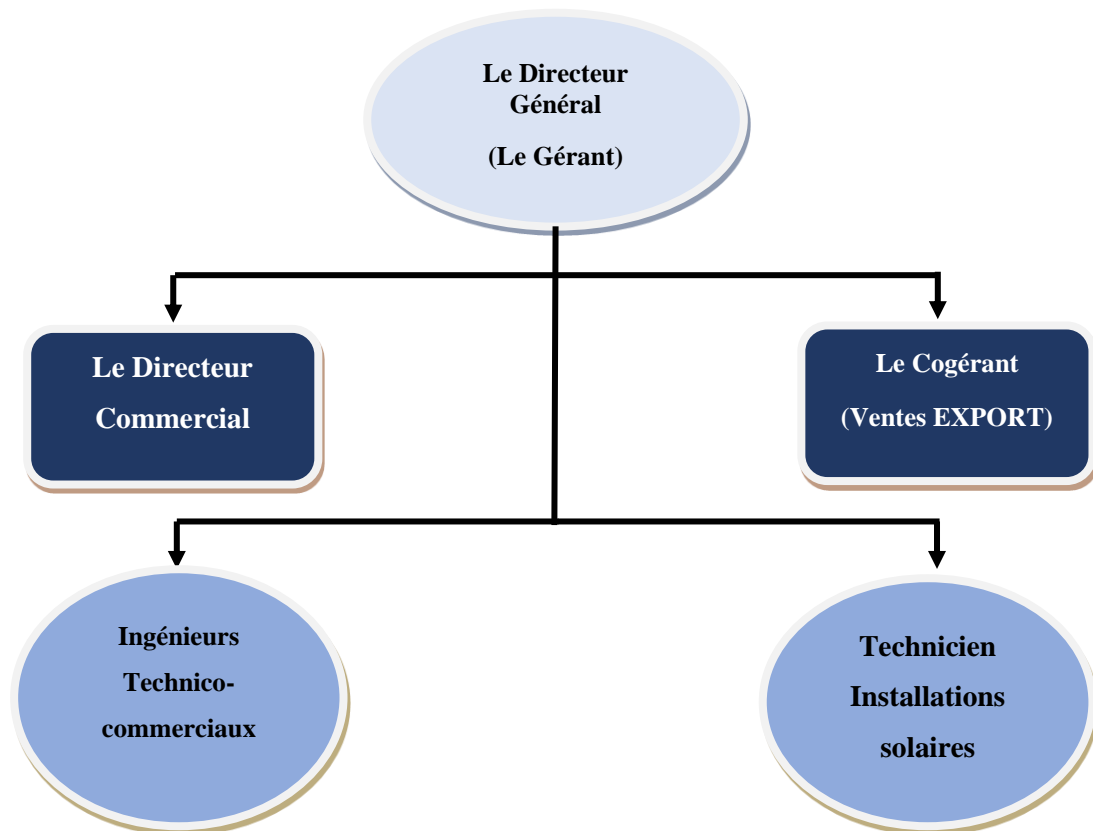 Le Directeur
Général
(Le Gérant)
Le Directeur
Commercial
Le Cogérant
(Ventes EXPORT)
Ingénieurs
Technico-
commerciaux
Technicien
Installations
solaires